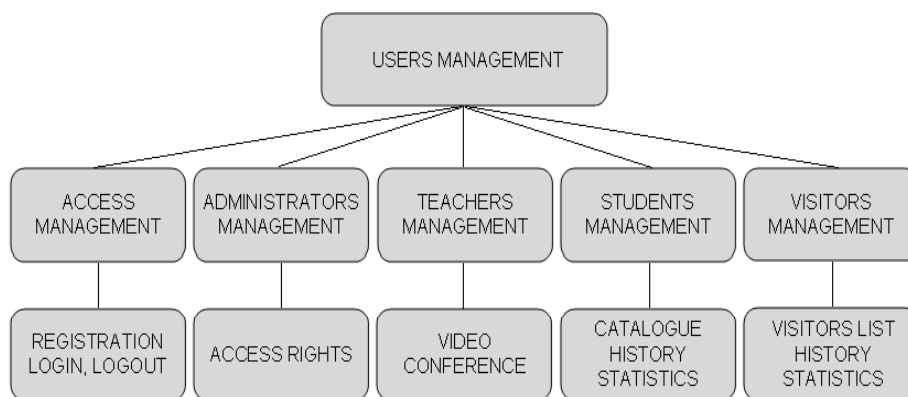 USERS MANAGEMENT
ACCESS
MANAGEMENT
ADMINISTRATORS
MANAGEMENT
TEACHERS
MANAGEMENT
STUDENTS
MANAGEMENT
VISITORS
MANAGEMENT
REGISTRATION
LOGIN, LOGOUT
ACCESS RIGHTS
VIDEO
CONFERENCE
CATALOGUE
HISTORY
STATISTICS
VISITORS LIST
HISTORY
STATISTICS